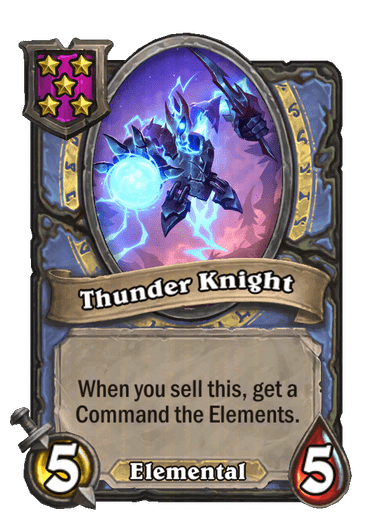 Thunder Knight
When you sell this, get a
Command the Elements.
5
Elemental
5